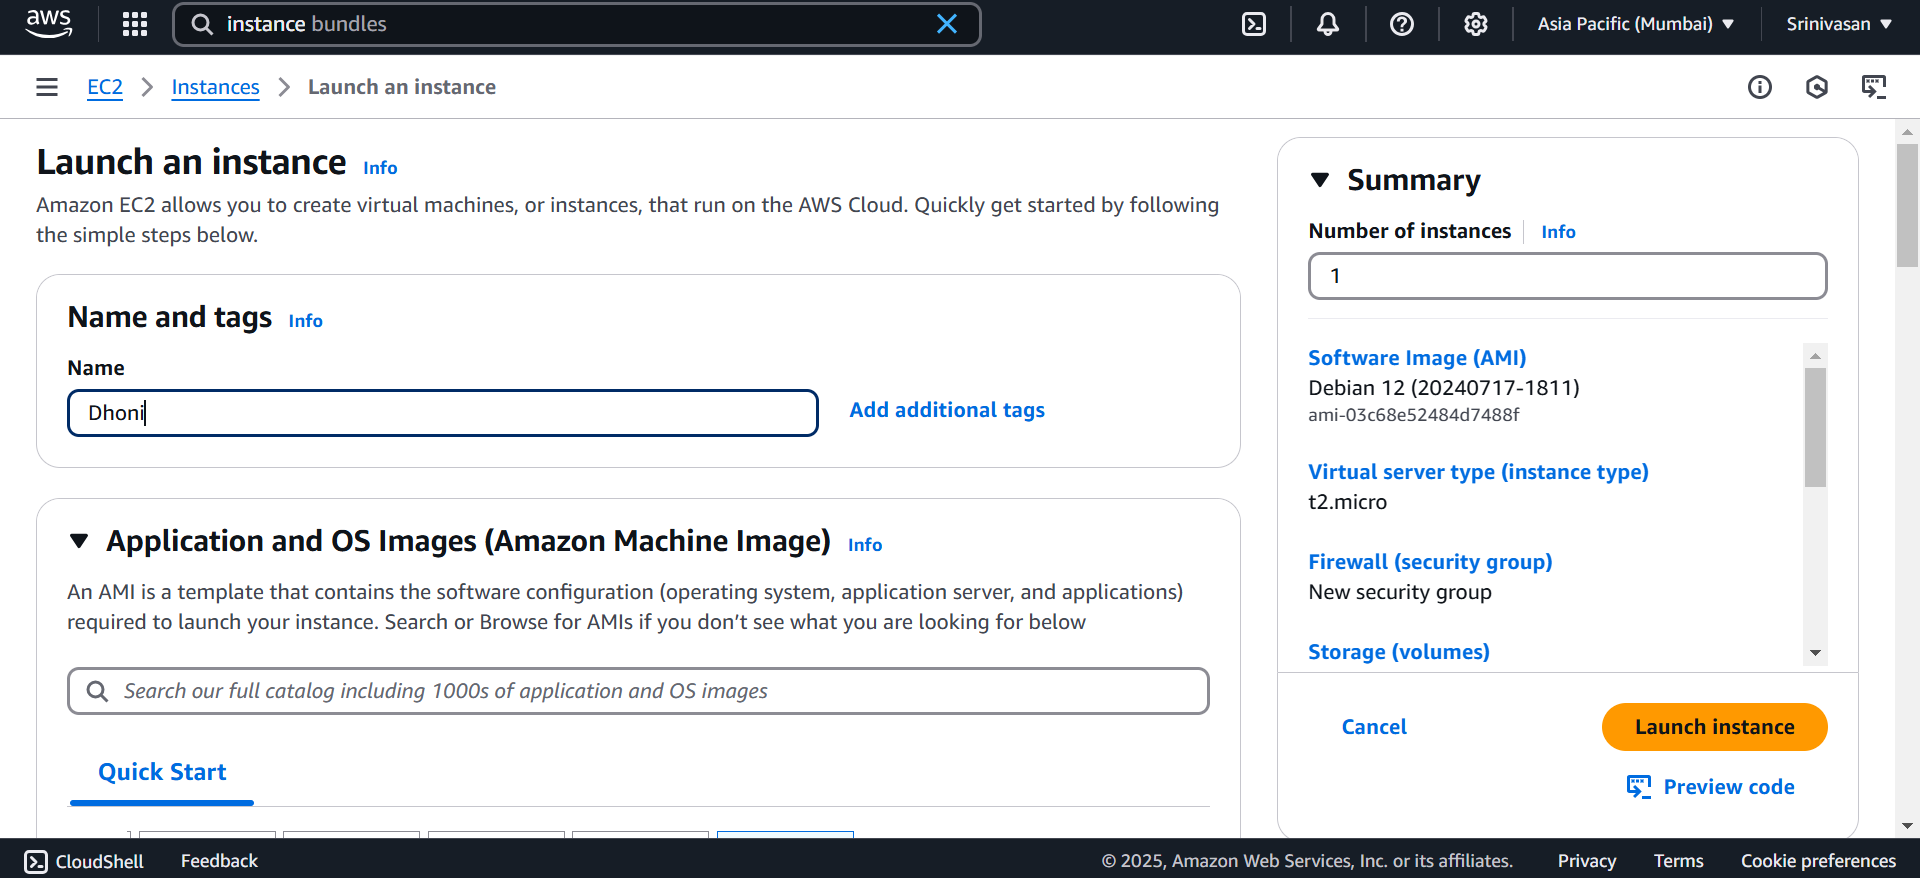 aws
instance bundles
Asia Pacific (Mumbai)
Srinivasan
EC2
Instances
Launch an instance
Launch an instance Info
Amazon EC2 allows you to create virtual machines, or instances, that run on the AWS Cloud. Quickly get started by following
the simple steps below.
Name and tags Info
Name
Dhoni
Add additional tags
Application and OS Images (Amazon Machine Image) Info
An AMI is a template that contains the software configuration (operating system, application server, and applications)
required to launch your instance. Search or Browse for AMIs if you don’t see what you are looking for below
Search our full catalog including 1000s of application and OS images
Quick Start
Summary
Number of instances Info
1
Software Image (AMI)
Debian 12 (20240717-1811)
ami-03c68e52484d7488f
Virtual server type (instance type)
t2.micro
Firewall (security group)
New security group
Storage (volumes)
Cancel
Launch instance
Preview code
CloudShell
Feedback
© 2025, Amazon Web Services, Inc. or its affiliates.
Privacy
Terms
Cookie preferences